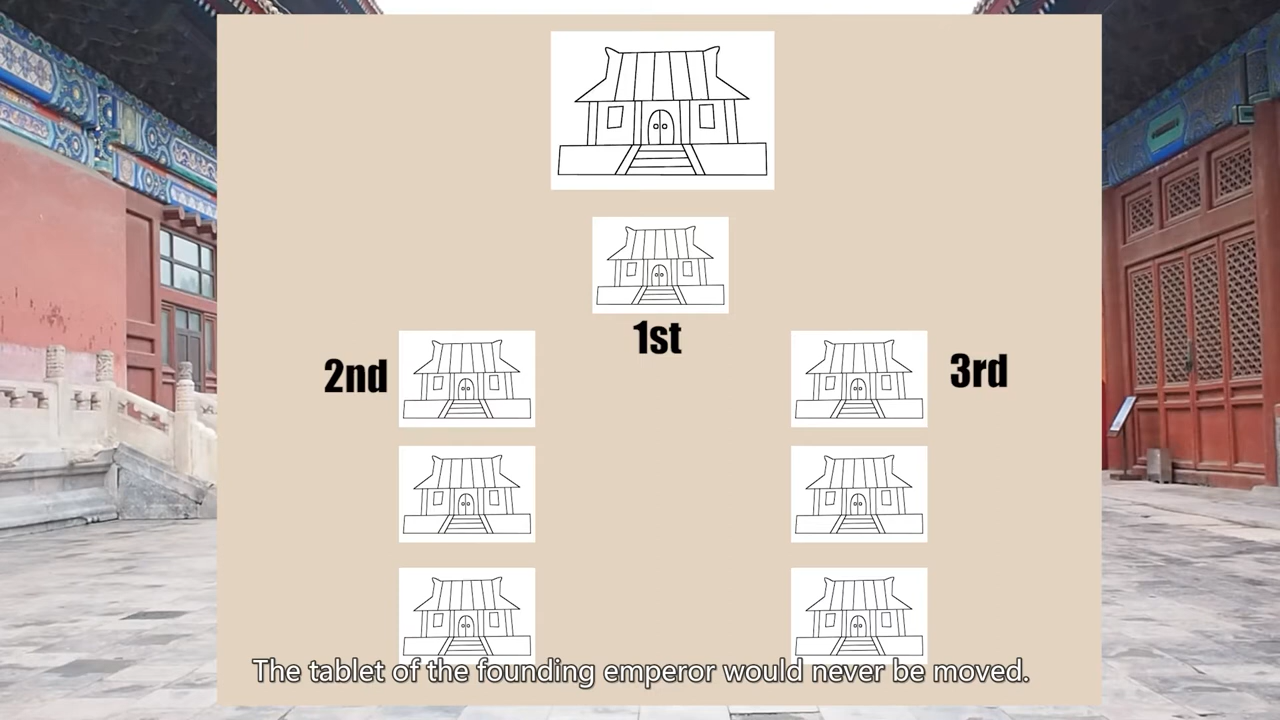 1st
2nd
3rd
The tablet of the founding emperor would never be moved.